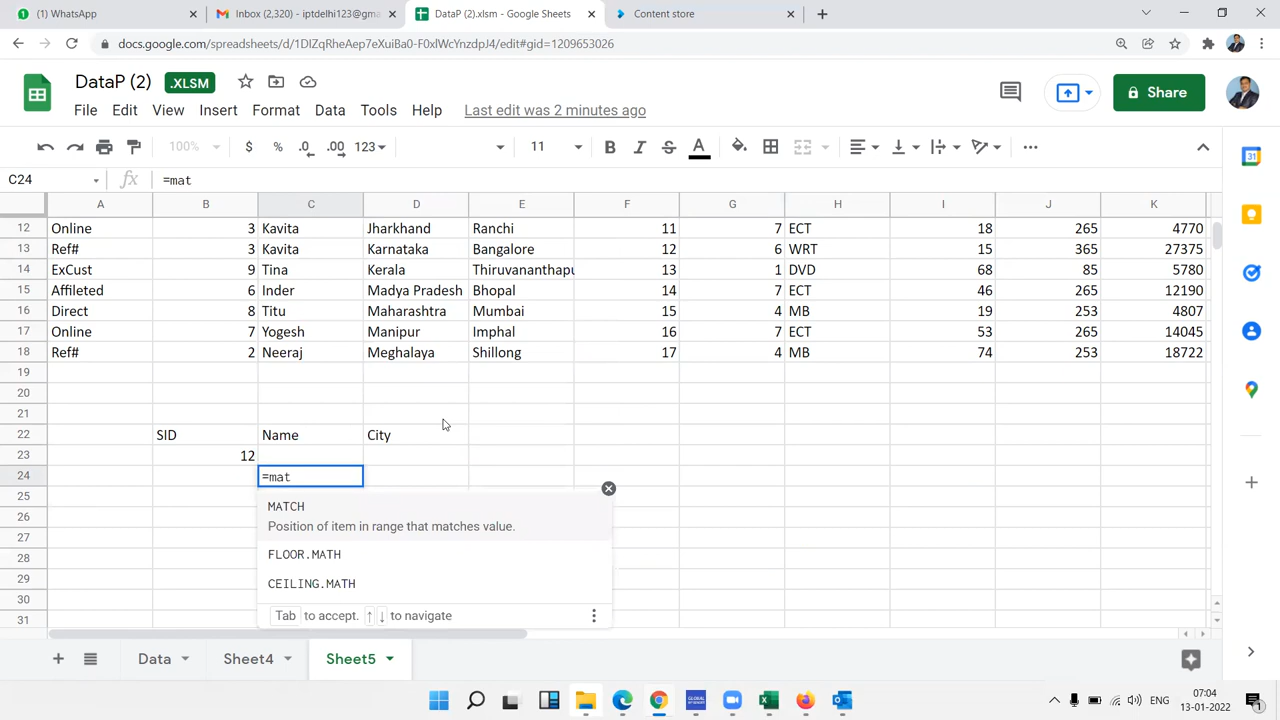 WhatsApp
Inbox (2,320) - iptdelhi123@gma
DataP (2).xlsm - Google Sheets
Content store
docs.google.com/spreadsheets/d/1DIZqRheAep7eXuiBa0-F0xlWcYnzdpJ4/edit#gid=1209653026
DataP (2) .XLSM
File Edit View Insert Format Data Tools Help Last edit was 2 minutes ago
Share
100% $ % .0 .00 123 11 B I S A
C24 fx =mat
A B C D E F G H I J K
12 Online 3 Kavita Jharkhand Ranchi 11 7 ECT 18 265 4770
13 Ref# 3 Kavita Karnataka Bangalore 12 6 WRT 15 365 27375
14 ExCust 9 Tina Kerala Thiruvananthapu 13 1 DVD 68 85 5780
15 Affileted 6 Inder Madya Pradesh Bhopal 14 7 ECT 46 265 12190
16 Direct 8 Titu Maharashtra Mumbai 15 4 MB 19 253 4807
17 Online 7 Yogesh Manipur Imphal 16 7 ECT 53 265 14045
18 Ref# 2 Neeraj Meghalaya Shillong 17 4 MB 74 253 18722
19
20
21
22 SID Name City
23 12
24 =mat
25
26
27
28
29
30
31
MATCH
Position of item in range that matches value.
FLOOR.MATH
CEILING.MATH
Tab to accept. ↑ ↓ to navigate
Data Sheet4 Sheet5
ENG
07:04
13-01-2022